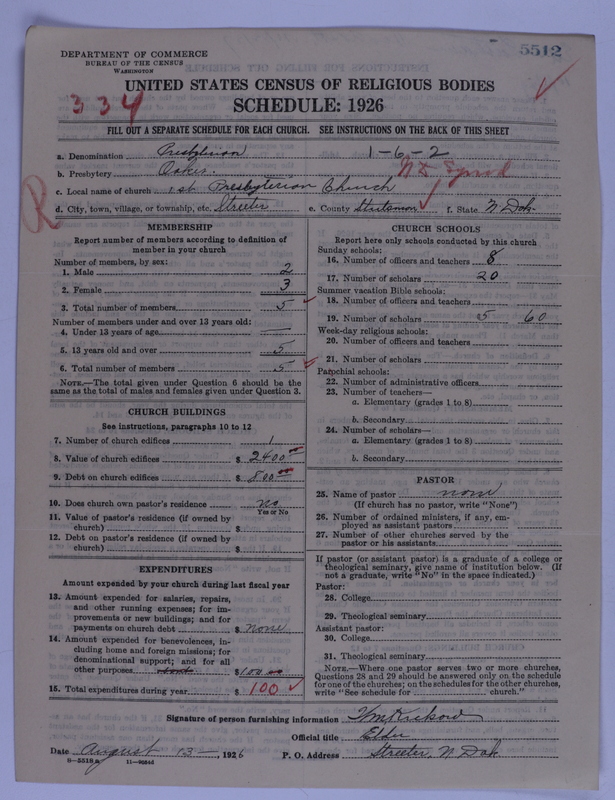 5512
DEPARTMENT OF COMMERCE
BUREAU OF THE CENSUS
WASHINGTON
UNITED STATES CENSUS OF RELIGIOUS BODIES
334
SCHEDULE: 1926
FILL OUT A SEPARATE SCHEDULE FOR EACH CHURCH. SEE INSTRUCTIONS ON THE BACK OF THIS SHEET
a. Denomination Presbyterian 1-6-2
b. Presbytery Oakes.
c. Local name of church 1st Presbyterian Church
d. City, town, village, or township, etc. Streeter e. County Stutsman f. State N Dak.
R
MEMBERSHIP
Report number of members according to definition of
member in your church
Number of members, by sex:
1. Male 2
2. Female 3
3. Total number of members 5
Number of members under and over 13 years old:
4. Under 13 years of age
5. 13 years old and over 5
6. Total number of members 5
NOTE.—The total given under Question 6 should be
same as the total of males and females given under Question 3.
CHURCH BUILDINGS
See instructions, paragraphs 10 to 12
7. Number of church edifices 1
8. Value of church edifices $ 2400 00
9. Debt on church edifices $ 800 00
10. Does church own pastor's residence no
Yes or No
11. Value of pastor's residence (if owned by
church) $
12. Debt on pastor's residence (if owned by
church) $
EXPENDITURES
Amount expended by your church during last fiscal year
13. Amount expended for salaries, repairs,
and other running expenses; for im-
provements or new buildings; and for
payments on church debt $ none
14. Amount expended for benevolences, in-
cluding home and foreign missions; for
denominational support; and for all
other purposes $ 100 00
15. Total expenditures during year $ 100
CHURCH SCHOOLS
Report here only schools conducted by this church
Sunday schools:
16. Number of officers and teachers 8
17. Number of scholars 20
Summer vacation Bible schools:
18. Number of officers and teachers
19. Number of scholars 5 60
Week-day religious schools:
20. Number of officers and teachers
21. Number of scholars
Parochial schools:
22. Number of administrative officers
23. Number of teachers—
a. Elementary (grades 1 to 8)
b. Secondary
24. Number of scholars—
a. Elementary (grades 1 to 8)
b. Secondary
PASTOR
25. Name of pastor none
(If church has no pastor, write "None")
26. Number of ordained ministers, if any, em-
ployed as assistant pastors
27. Number of other churches served by the
pastor or his assistants
If pastor (or assistant pastor) is a graduate of a college or
theological seminary, give name of institution below. (If
not a graduate, write "No" in the space indicated.)
Pastor:
28. College
29. Theological seminary
Assistant pastor:
30. College
31. Theological seminary
NOTE.—Where one pastor serves two or more churches,
Questions 28 and 29 should be answered only on the schedule
for one of the churches; on the schedules for the other churches,
write "See schedule for church."
Signature of person furnishing information Wm
Official title Elder
Date August 13—, 1926 P. O. Address Streeter, N Dak
8—5518a 11—9024d